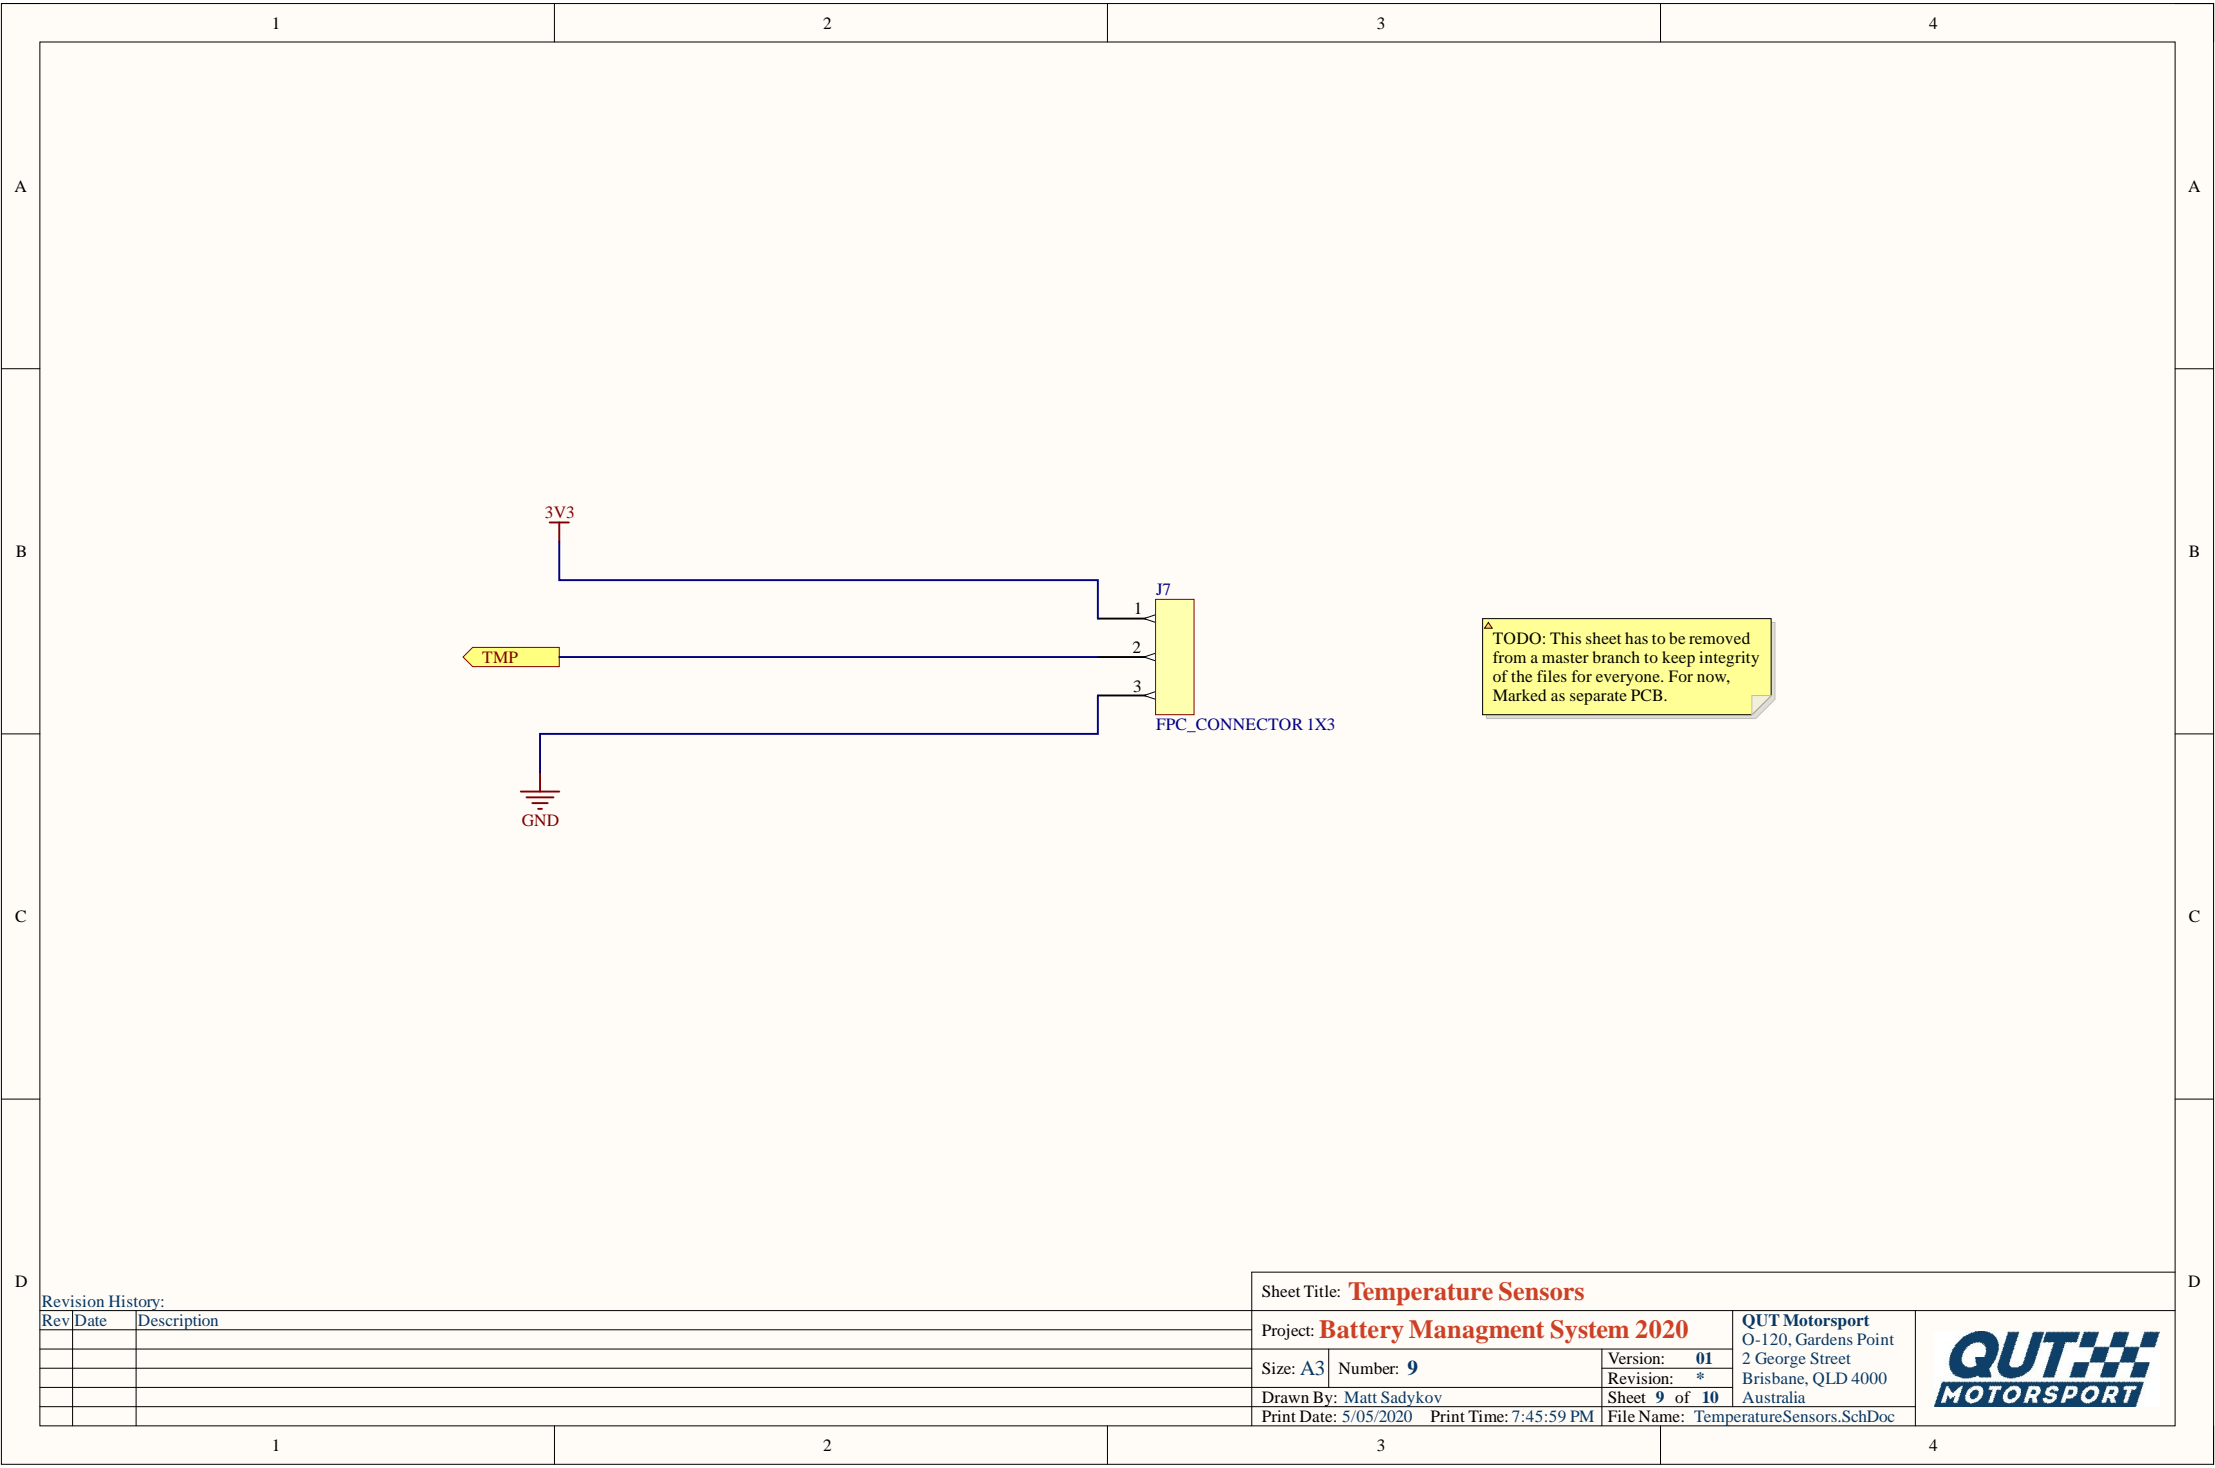 1 2 3 4
A A
3V3
B B
J7
1
TMP
2
3
FPC_CONNECTOR 1X3
TODO: This sheet has to be removed
from a master branch to keep integrity
of the files for everyone. For now,
Marked as separate PCB.
GND
C C
D D
Revision History:
Rev Date Description
Sheet Title: Temperature Sensors
Project: Battery Managment System 2020
Size: A3 Number: 9
Version: 01
Revision: *
Drawn By: Matt Sadykov
Sheet 9 of 10
Print Date: 5/05/2020 Print Time: 7:45:59 PM
File Name: TemperatureSensors.SchDoc
QUT Motorsport
O-120, Gardens Point
2 George Street
Brisbane, QLD 4000
Australia
QUT
MOTORSPORT
1 2 3 4